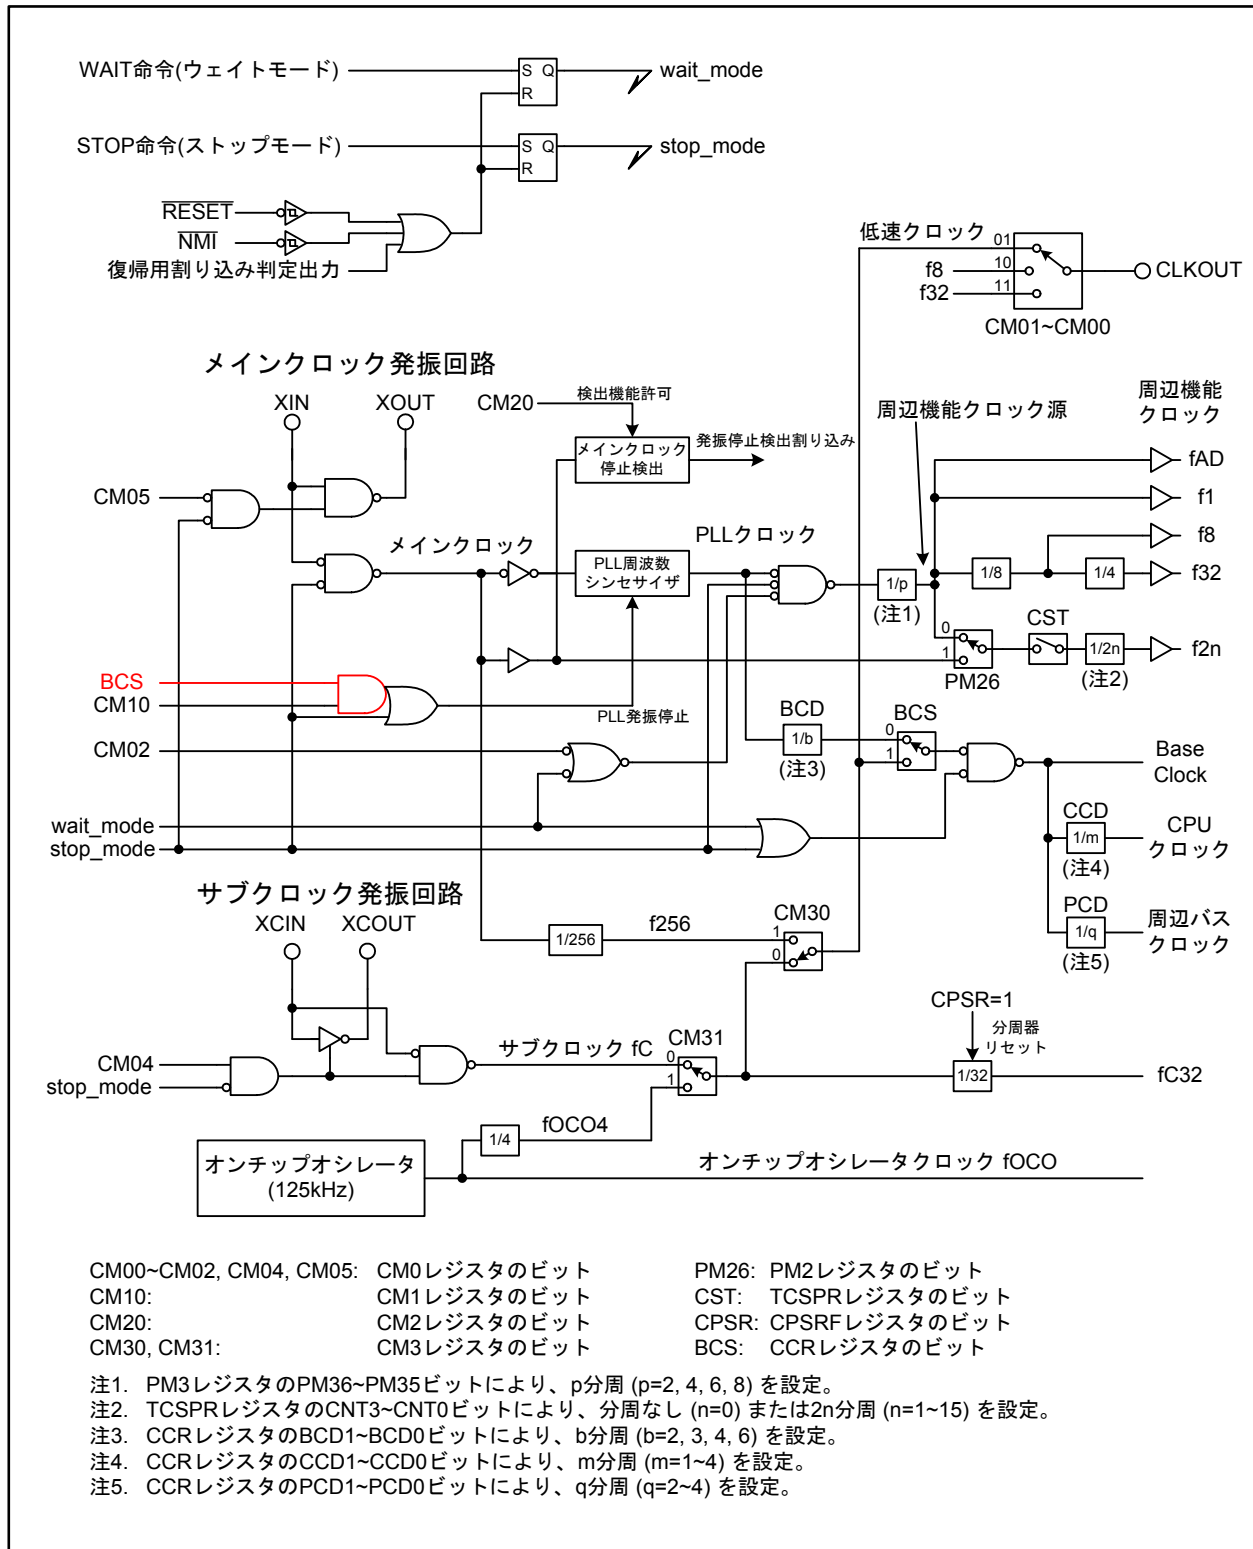 WAIT命令(ウェイトモード)
S Q
R
wait_mode
STOP命令(ストップモード)
S Q
R
stop_mode
RESET
NMI
復帰用割り込み判定出力
低速クロック
01
f8
10
f32
11
CLKOUT
CM01~CM00
メインクロック発振回路
XIN
XOUT
CM20
検出機能許可
メインクロック
停止検出
発振停止検出割り込み
周辺機能クロック源
周辺機能
クロック
fAD
f1
f8
f32
f2n
CM05
メインクロック
PLL周波数
シンセサイザ
PLLクロック
1/p
(注1)
1/8
1/4
0
1
PM26
CST
1/2n
(注2)
BCS
CM10
PLL発振停止
CM02
BCD
1/b
(注3)
BCS
0
1
Base
Clock
wait_mode
stop_mode
CCD
1/m
(注4)
CPU
クロック
PCD
1/q
(注5)
周辺バス
クロック
サブクロック発振回路
XCIN
XCOUT
1/256
f256
CM30
1
0
CPSR=1
分周器
リセット
CM04
stop_mode
サブクロック fC
CM31
0
1
1/32
fC32
1/4
fOCO4
オンチップオシレータ
(125kHz)
オンチップオシレータクロック fOCO
CM00~CM02, CM04, CM05: CM0レジスタのビット
CM10: CM1レジスタのビット
CM20: CM2レジスタのビット
CM30, CM31: CM3レジスタのビット
PM26: PM2レジスタのビット
CST: TCSPRレジスタのビット
CPSR: CPSRFレジスタのビット
BCS: CCRレジスタのビット
注1. PM3レジスタのPM36~PM35ビットにより、p分周 (p=2, 4, 6, 8) を設定。
注2. TCSPRレジスタのCNT3~CNT0ビットにより、分周なし (n=0) または2n分周 (n=1~15) を設定。
注3. CCRレジスタのBCD1~BCD0ビットにより、b分周 (b=2, 3, 4, 6) を設定。
注4. CCRレジスタのCCD1~CCD0ビットにより、m分周 (m=1~4) を設定。
注5. CCRレジスタのPCD1~PCD0ビットにより、q分周 (q=2~4) を設定。